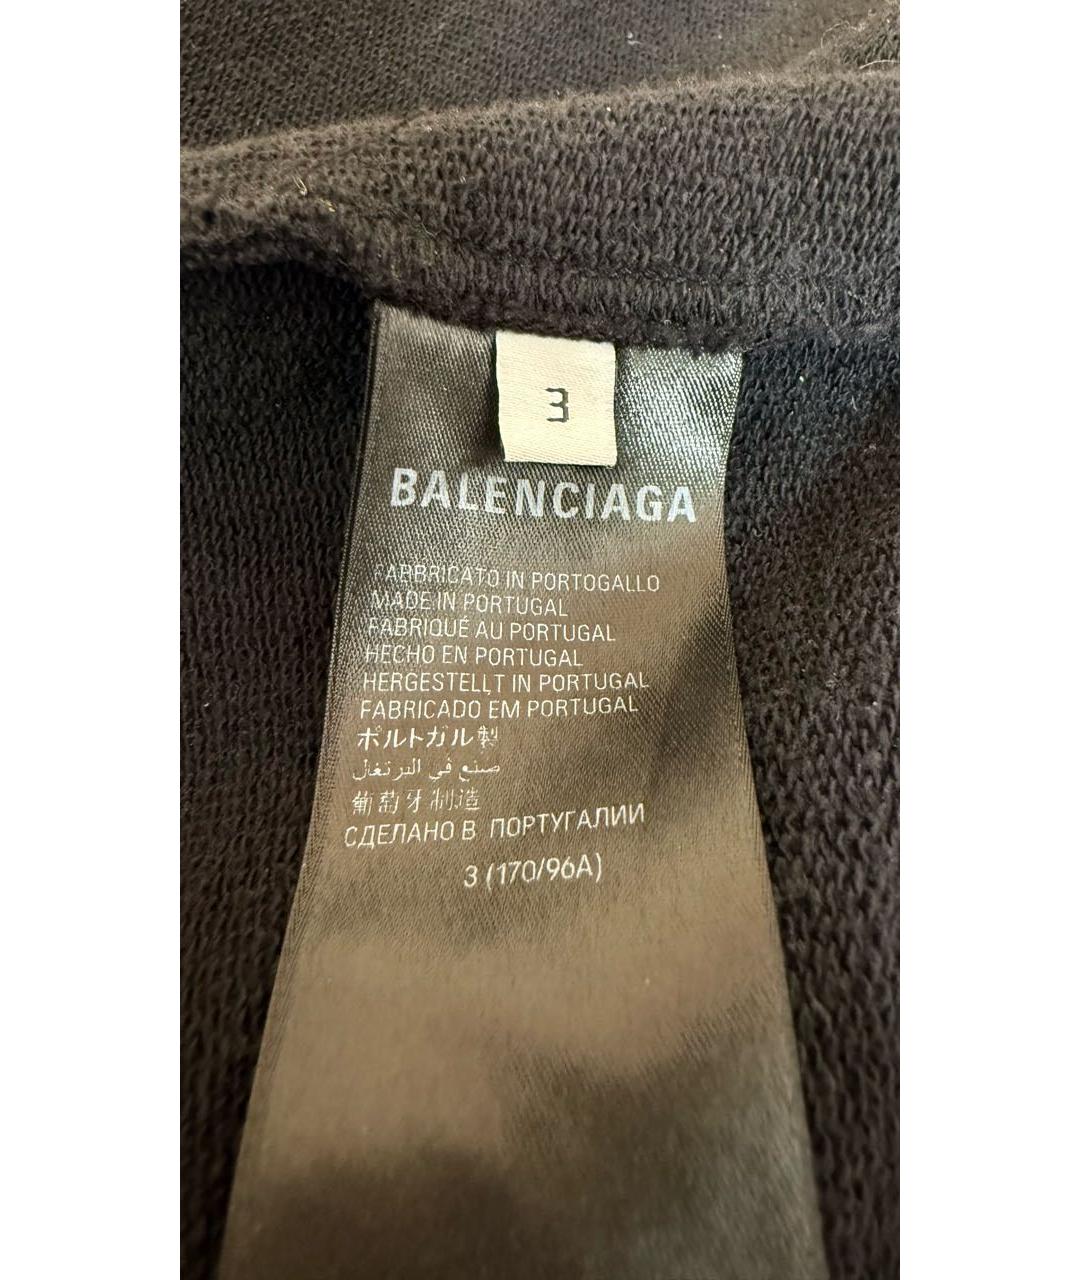 3
BALENCIAGA
FABBRICATO IN PORTOGALLO
MADE IN PORTUGAL
FABRIQUÉ AU PORTUGAL
HECHO EN PORTUGAL
HERGESTELLT IN PORTUGAL
FABRICADO EM PORTUGAL
ポルトガル製
صنع في البرتغال
葡萄牙制造
СДЕЛАНО В ПОРТУГАЛИИ
3 (170/96A)